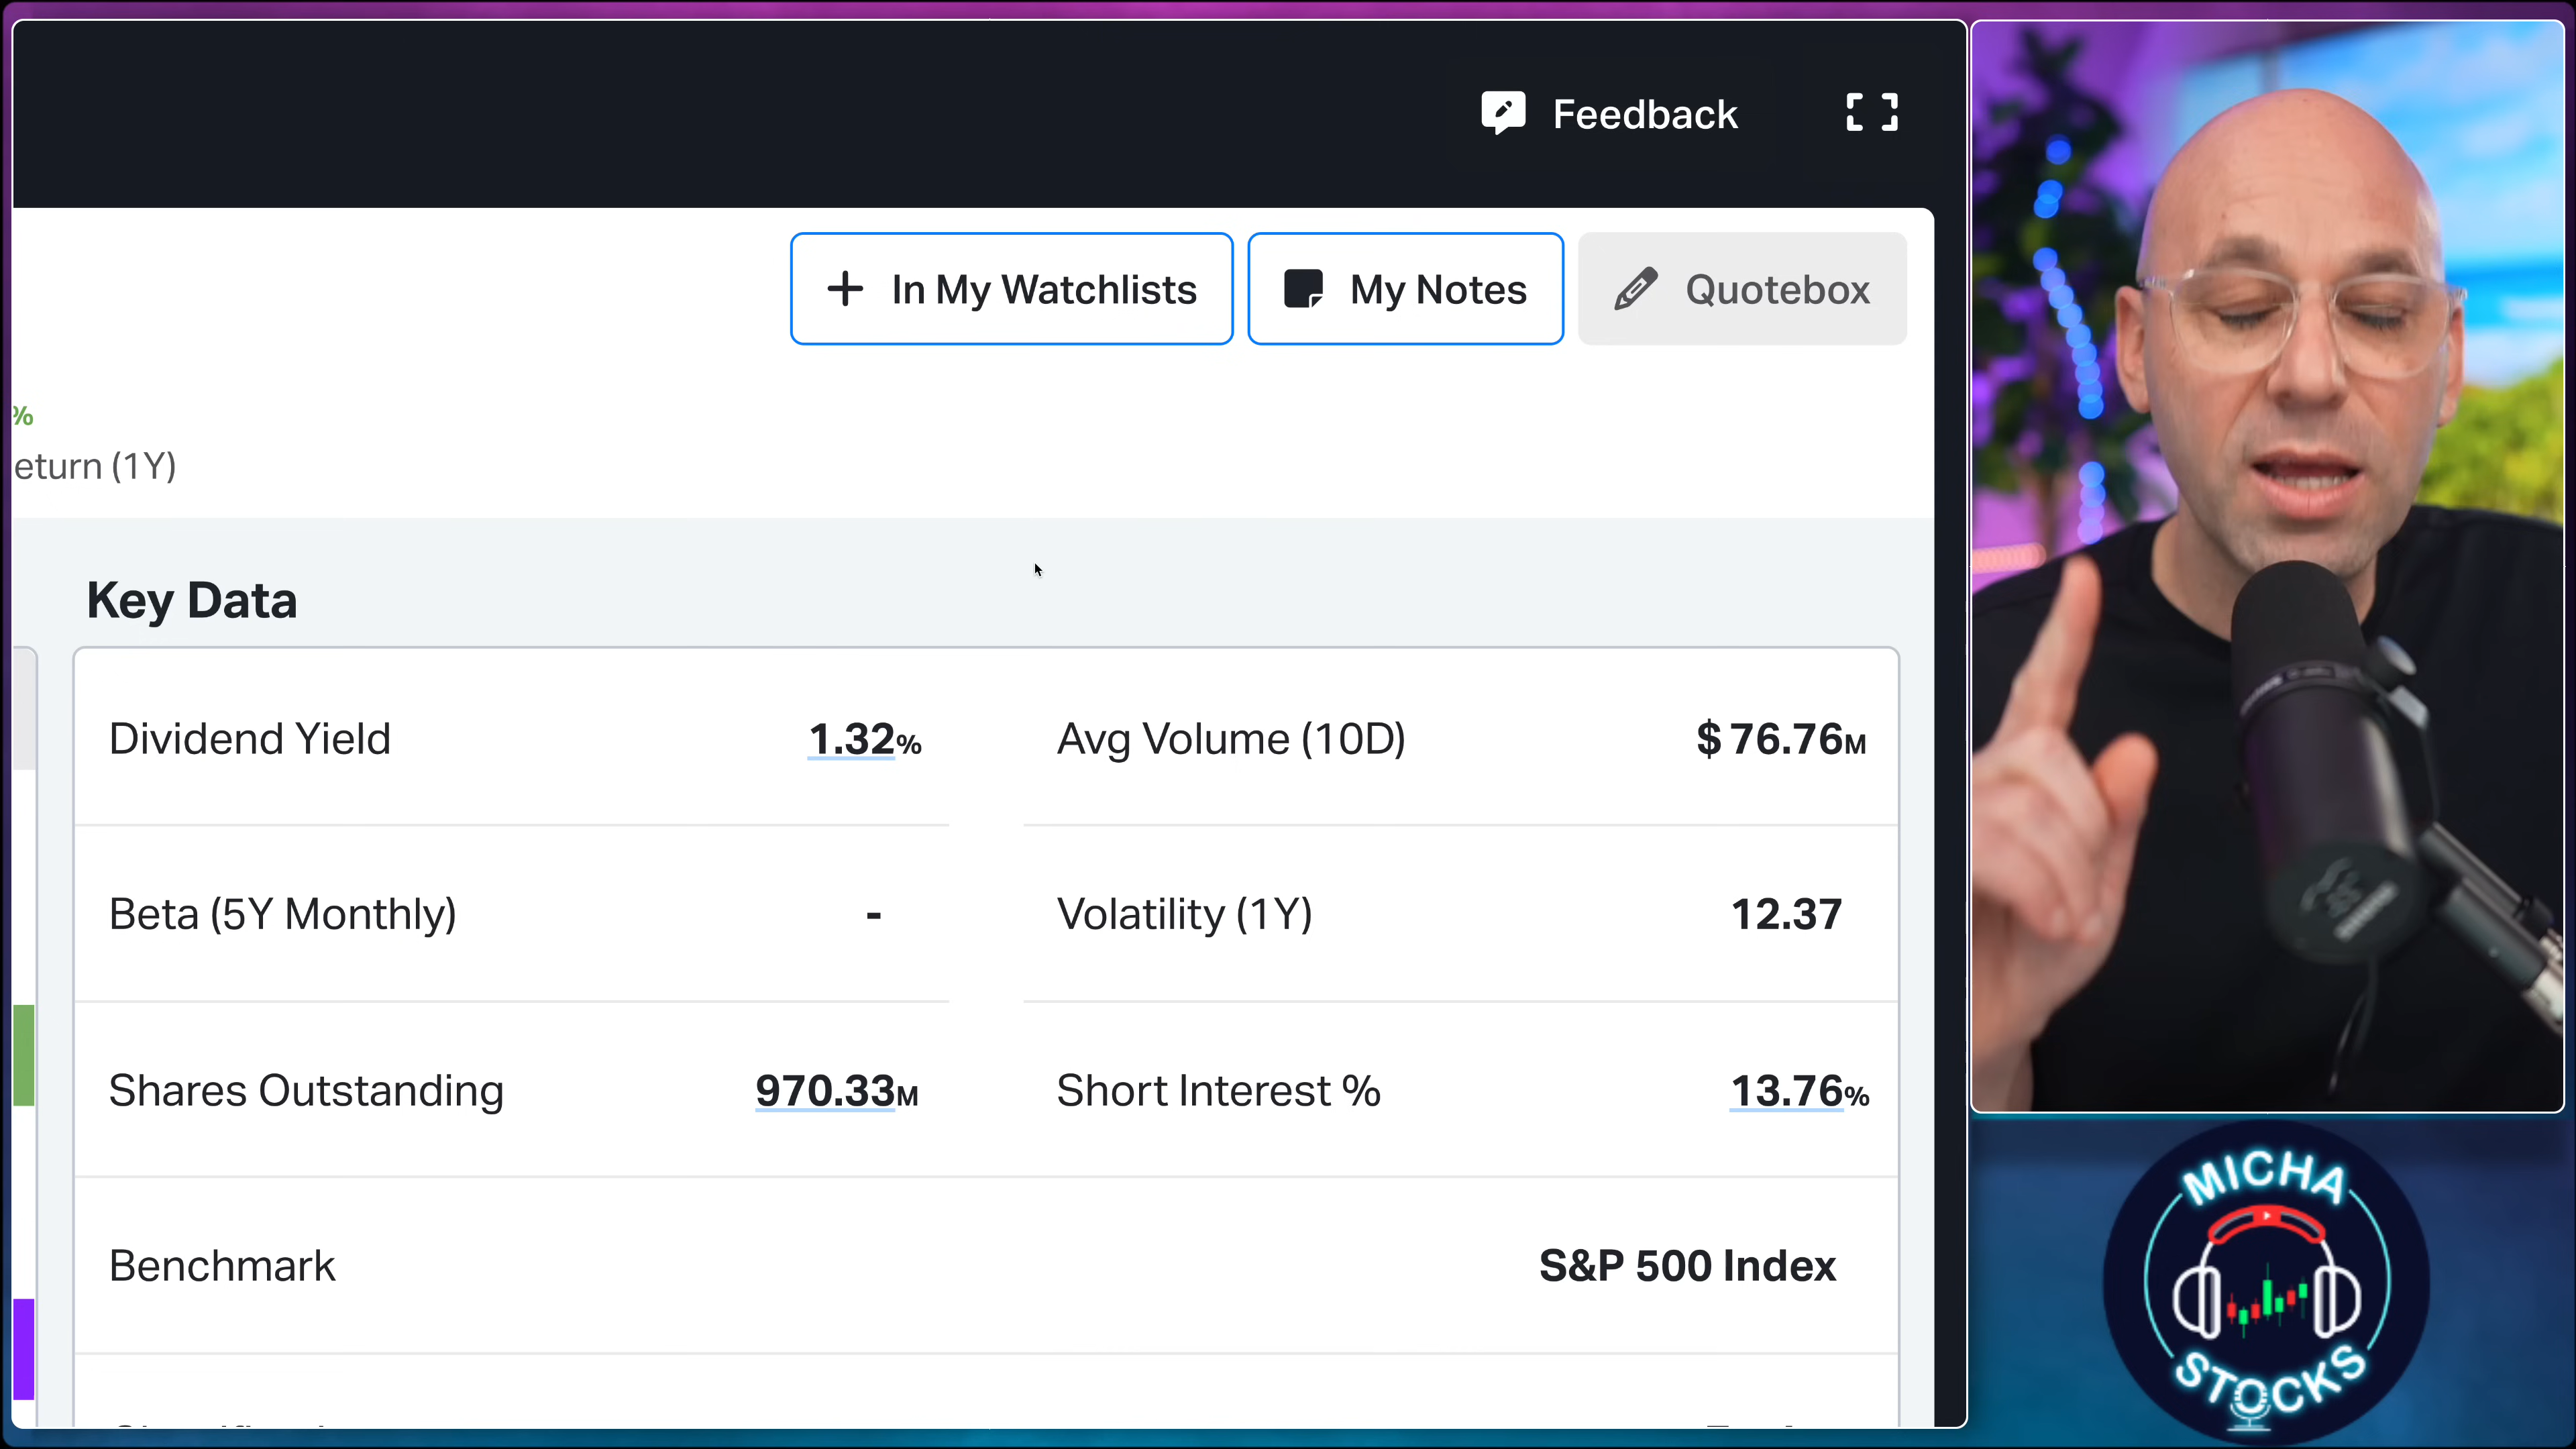 Feedback
In My Watchlists
My Notes
Quotebox
%
eturn (1Y)
Key Data
Dividend Yield 1.32% Avg Volume (10D) $ 76.76M
Beta (5Y Monthly) - Volatility (1Y) 12.37
Shares Outstanding 970.33M Short Interest % 13.76%
Benchmark S&P 500 Index
MICHA
STOCKS